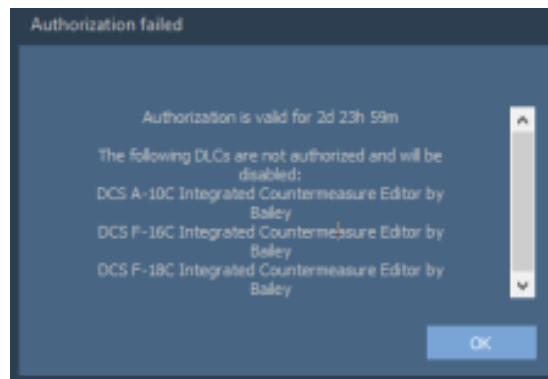 Authorization failed
Authorization is valid for 2d 23h 59m
The following DLCs are not authorized and will be
disabled:
DCS A-10C Integrated Countermeasure Editor by
Bailey
DCS F-16C Integrated Countermeasure Editor by
Bailey
DCS F-18C Integrated Countermeasure Editor by
Bailey
OK